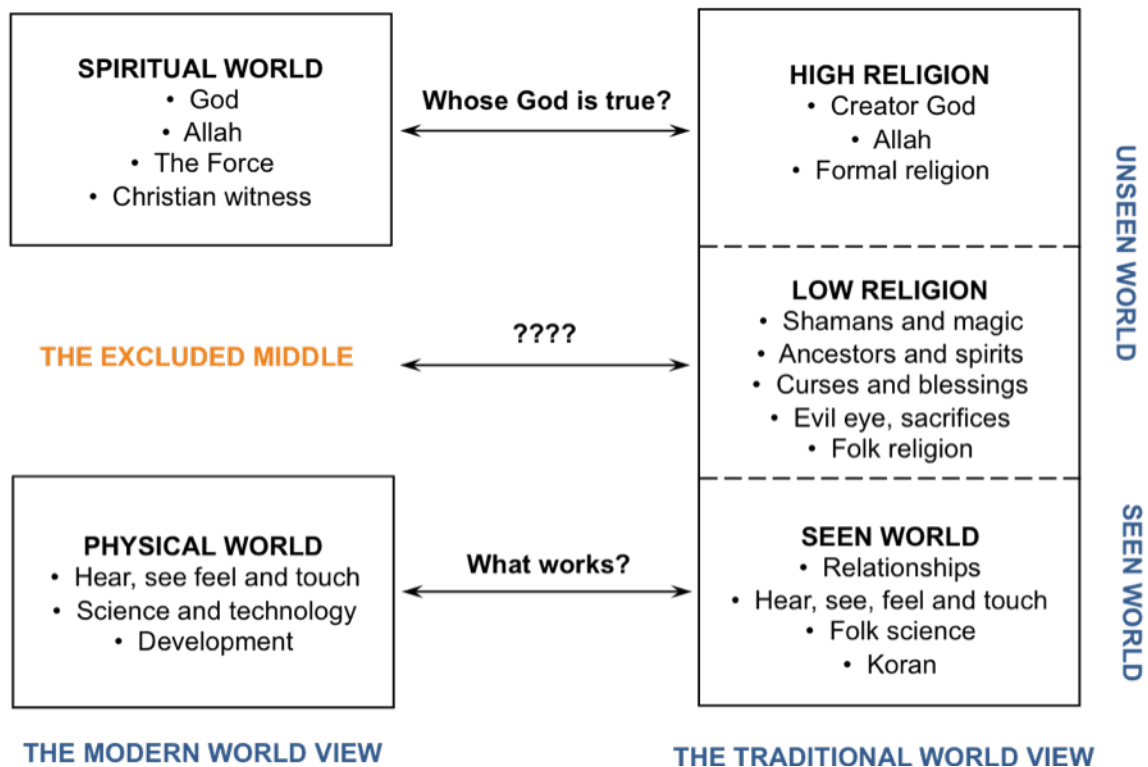 SPIRITUAL WORLD
• God
• Allah
• The Force
• Christian witness
Whose God is true?
HIGH RELIGION
• Creator God
• Allah
• Formal religion
UNSEEN WORLD
THE EXCLUDED MIDDLE
????
LOW RELIGION
• Shamans and magic
• Ancestors and spirits
• Curses and blessings
• Evil eye, sacrifices
• Folk religion
PHYSICAL WORLD
• Hear, see feel and touch
• Science and technology
• Development
What works?
SEEN WORLD
• Relationships
• Hear, see, feel and touch
• Folk science
• Koran
SEEN WORLD
THE MODERN WORLD VIEW
THE TRADITIONAL WORLD VIEW